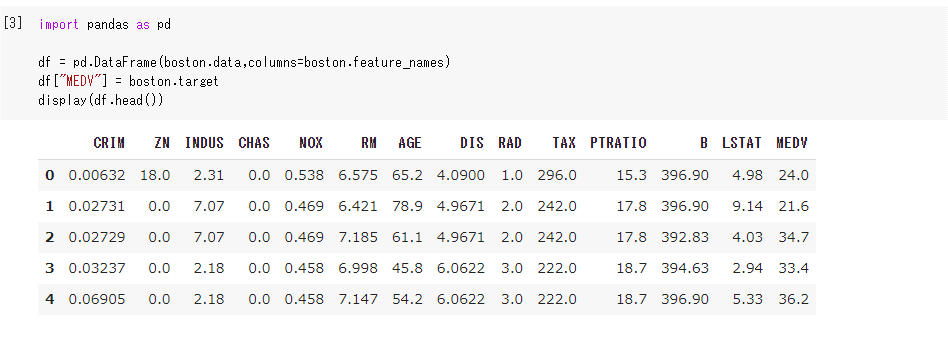 [3] import pandas as pd
df = pd.DataFrame(boston.data,columns=boston.feature_names)
df["MEDV"] = boston.target
display(df.head())
CRIM ZN INDUS CHAS NOX RM AGE DIS RAD TAX PTRATIO B LSTAT MEDV
0 0.00632 18.0 2.31 0.0 0.538 6.575 65.2 4.0900 1.0 296.0 15.3 396.90 4.98 24.0
1 0.02731 0.0 7.07 0.0 0.469 6.421 78.9 4.9671 2.0 242.0 17.8 396.90 9.14 21.6
2 0.02729 0.0 7.07 0.0 0.469 7.185 61.1 4.9671 2.0 242.0 17.8 392.83 4.03 34.7
3 0.03237 0.0 2.18 0.0 0.458 6.998 45.8 6.0622 3.0 222.0 18.7 394.63 2.94 33.4
4 0.06905 0.0 2.18 0.0 0.458 7.147 54.2 6.0622 3.0 222.0 18.7 396.90 5.33 36.2